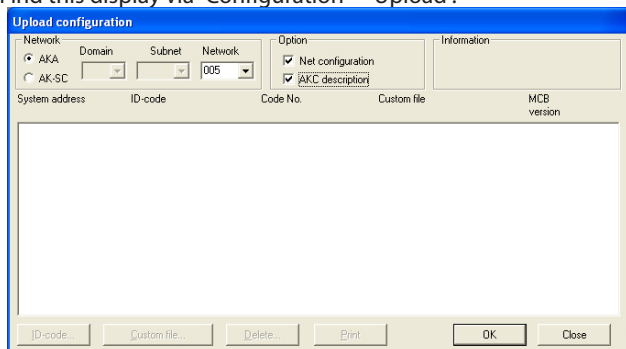 Find this display via "Configuration" - "Upload".
Upload configuration
Network
Option
Information
AKA
Domain
Subnet
Network
005
AK-SC
Net configuration
AKC description
System address
ID-code
Code No.
Custom file
MCB version
ID-code...
Custom file...
Delete...
Print
OK
Close